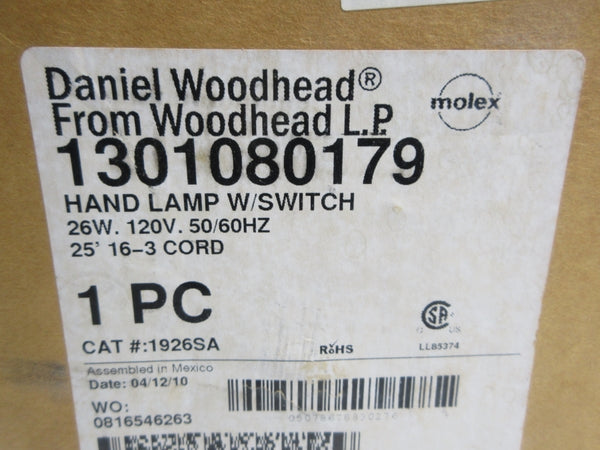 Daniel Woodhead®
From Woodhead L.P.
molex
1301080179
HAND LAMP W/SWITCH
26W. 120V. 50/60HZ
25' 16-3 CORD
1 PC
CAT #:1926SA
RoHS
C US
LL85374
Assembled in Mexico
Date: 04/12/10
WO:
0816546263